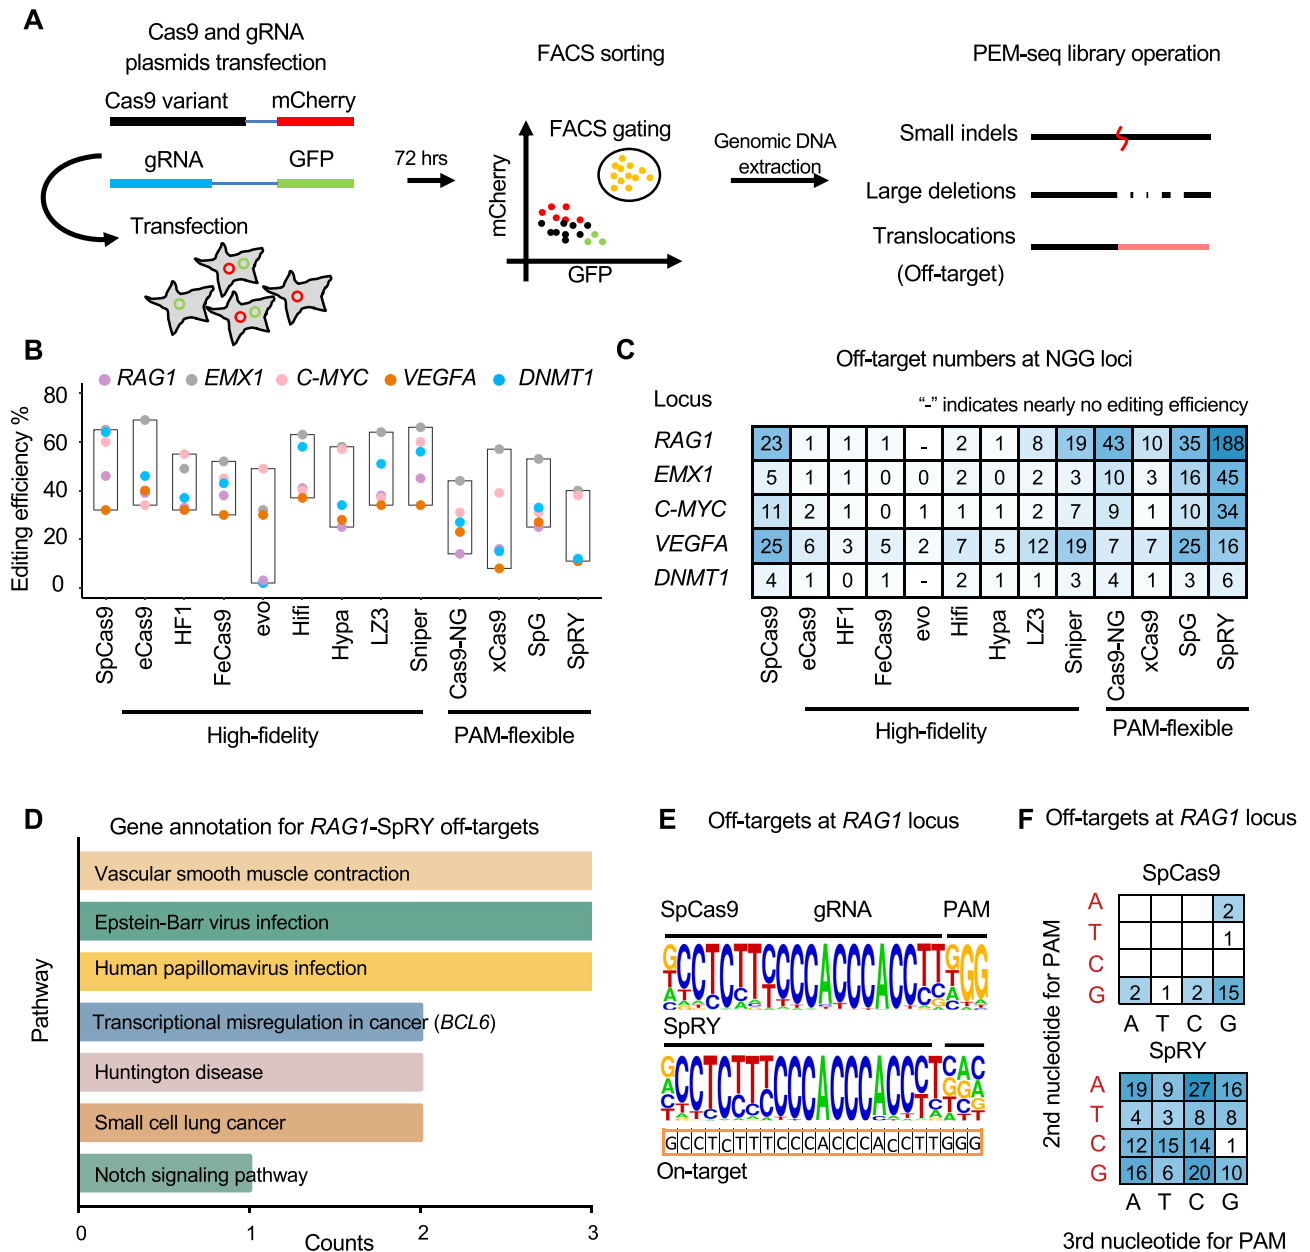 A
Cas9 and gRNA
plasmids transfection
Cas9 variant
mCherry
gRNA
GFP
Transfection
72 hrs
FACS sorting
FACS gating
mCherry
GFP
Genomic DNA
extraction
PEM-seq library operation
Small indels
Large deletions
Translocations
(Off-target)
B
RAG1 EMX1 C-MYC VEGFA DNMT1
Editing efficiency %
80
60
40
20
0
SpCas9 eCas9 HF1 FeCas9 evo Hifi Hypa LZ3 Sniper Cas9-NG xCas9 SpG SpRY
High-fidelity PAM-flexible
C
Off-target numbers at NGG loci
Locus
"-" indicates nearly no editing efficiency
RAG1 23 1 1 1 - 2 1 8 19 43 10 35 188
EMX1 5 1 1 0 0 2 0 2 3 10 3 16 45
C-MYC 11 2 1 0 1 1 1 2 7 9 1 10 34
VEGFA 25 6 3 5 2 7 5 12 19 7 7 25 16
DNMT1 4 1 0 1 - 2 1 1 3 4 1 3 6
SpCas9 eCas9 HF1 FeCas9 evo Hifi Hypa LZ3 Sniper Cas9-NG xCas9 SpG SpRY
High-fidelity PAM-flexible
D
Gene annotation for RAG1-SpRY off-targets
Pathway
Vascular smooth muscle contraction
Epstein-Barr virus infection
Human papillomavirus infection
Transcriptional misregulation in cancer (BCL6)
Huntington disease
Small cell lung cancer
Notch signaling pathway
0 1 2 3
Counts
E
Off-targets at RAG1 locus
SpCas9 gRNA PAM
SpRY
GCCTCTTTCCCACCCACCTTGGG
On-target
F
Off-targets at RAG1 locus
SpCas9
2nd nucleotide for PAM
A 2
T 1
C
G 2 1 2 15
A T C G
SpRY
A 19 9 27 16
T 4 3 8 8
C 12 15 14 1
G 16 6 20 10
A T C G
3rd nucleotide for PAM